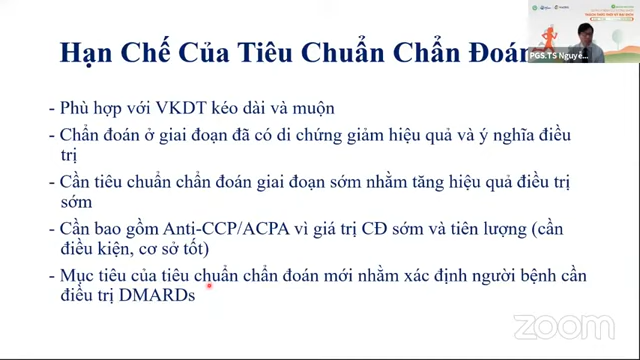 Hạn Chế Của Tiêu Chuẩn Chẩn Đoán
PGS.TS Nguyễ...
- Phù hợp với VKDT kéo dài và muộn
- Chẩn đoán ở giai đoạn đã có di chứng giảm hiệu quả và ý nghĩa điều
trị
- Cần tiêu chuẩn chẩn đoán giai đoạn sớm nhằm tăng hiệu quả điều trị
sớm
- Cần bao gồm Anti-CCP/ACPA vì giá trị CĐ sớm và tiên lượng (cần
điều kiện, cơ sở tốt)
- Mục tiêu của tiêu chuẩn chẩn đoán mới nhằm xác định người bệnh cần
điều trị DMARDs
zoom